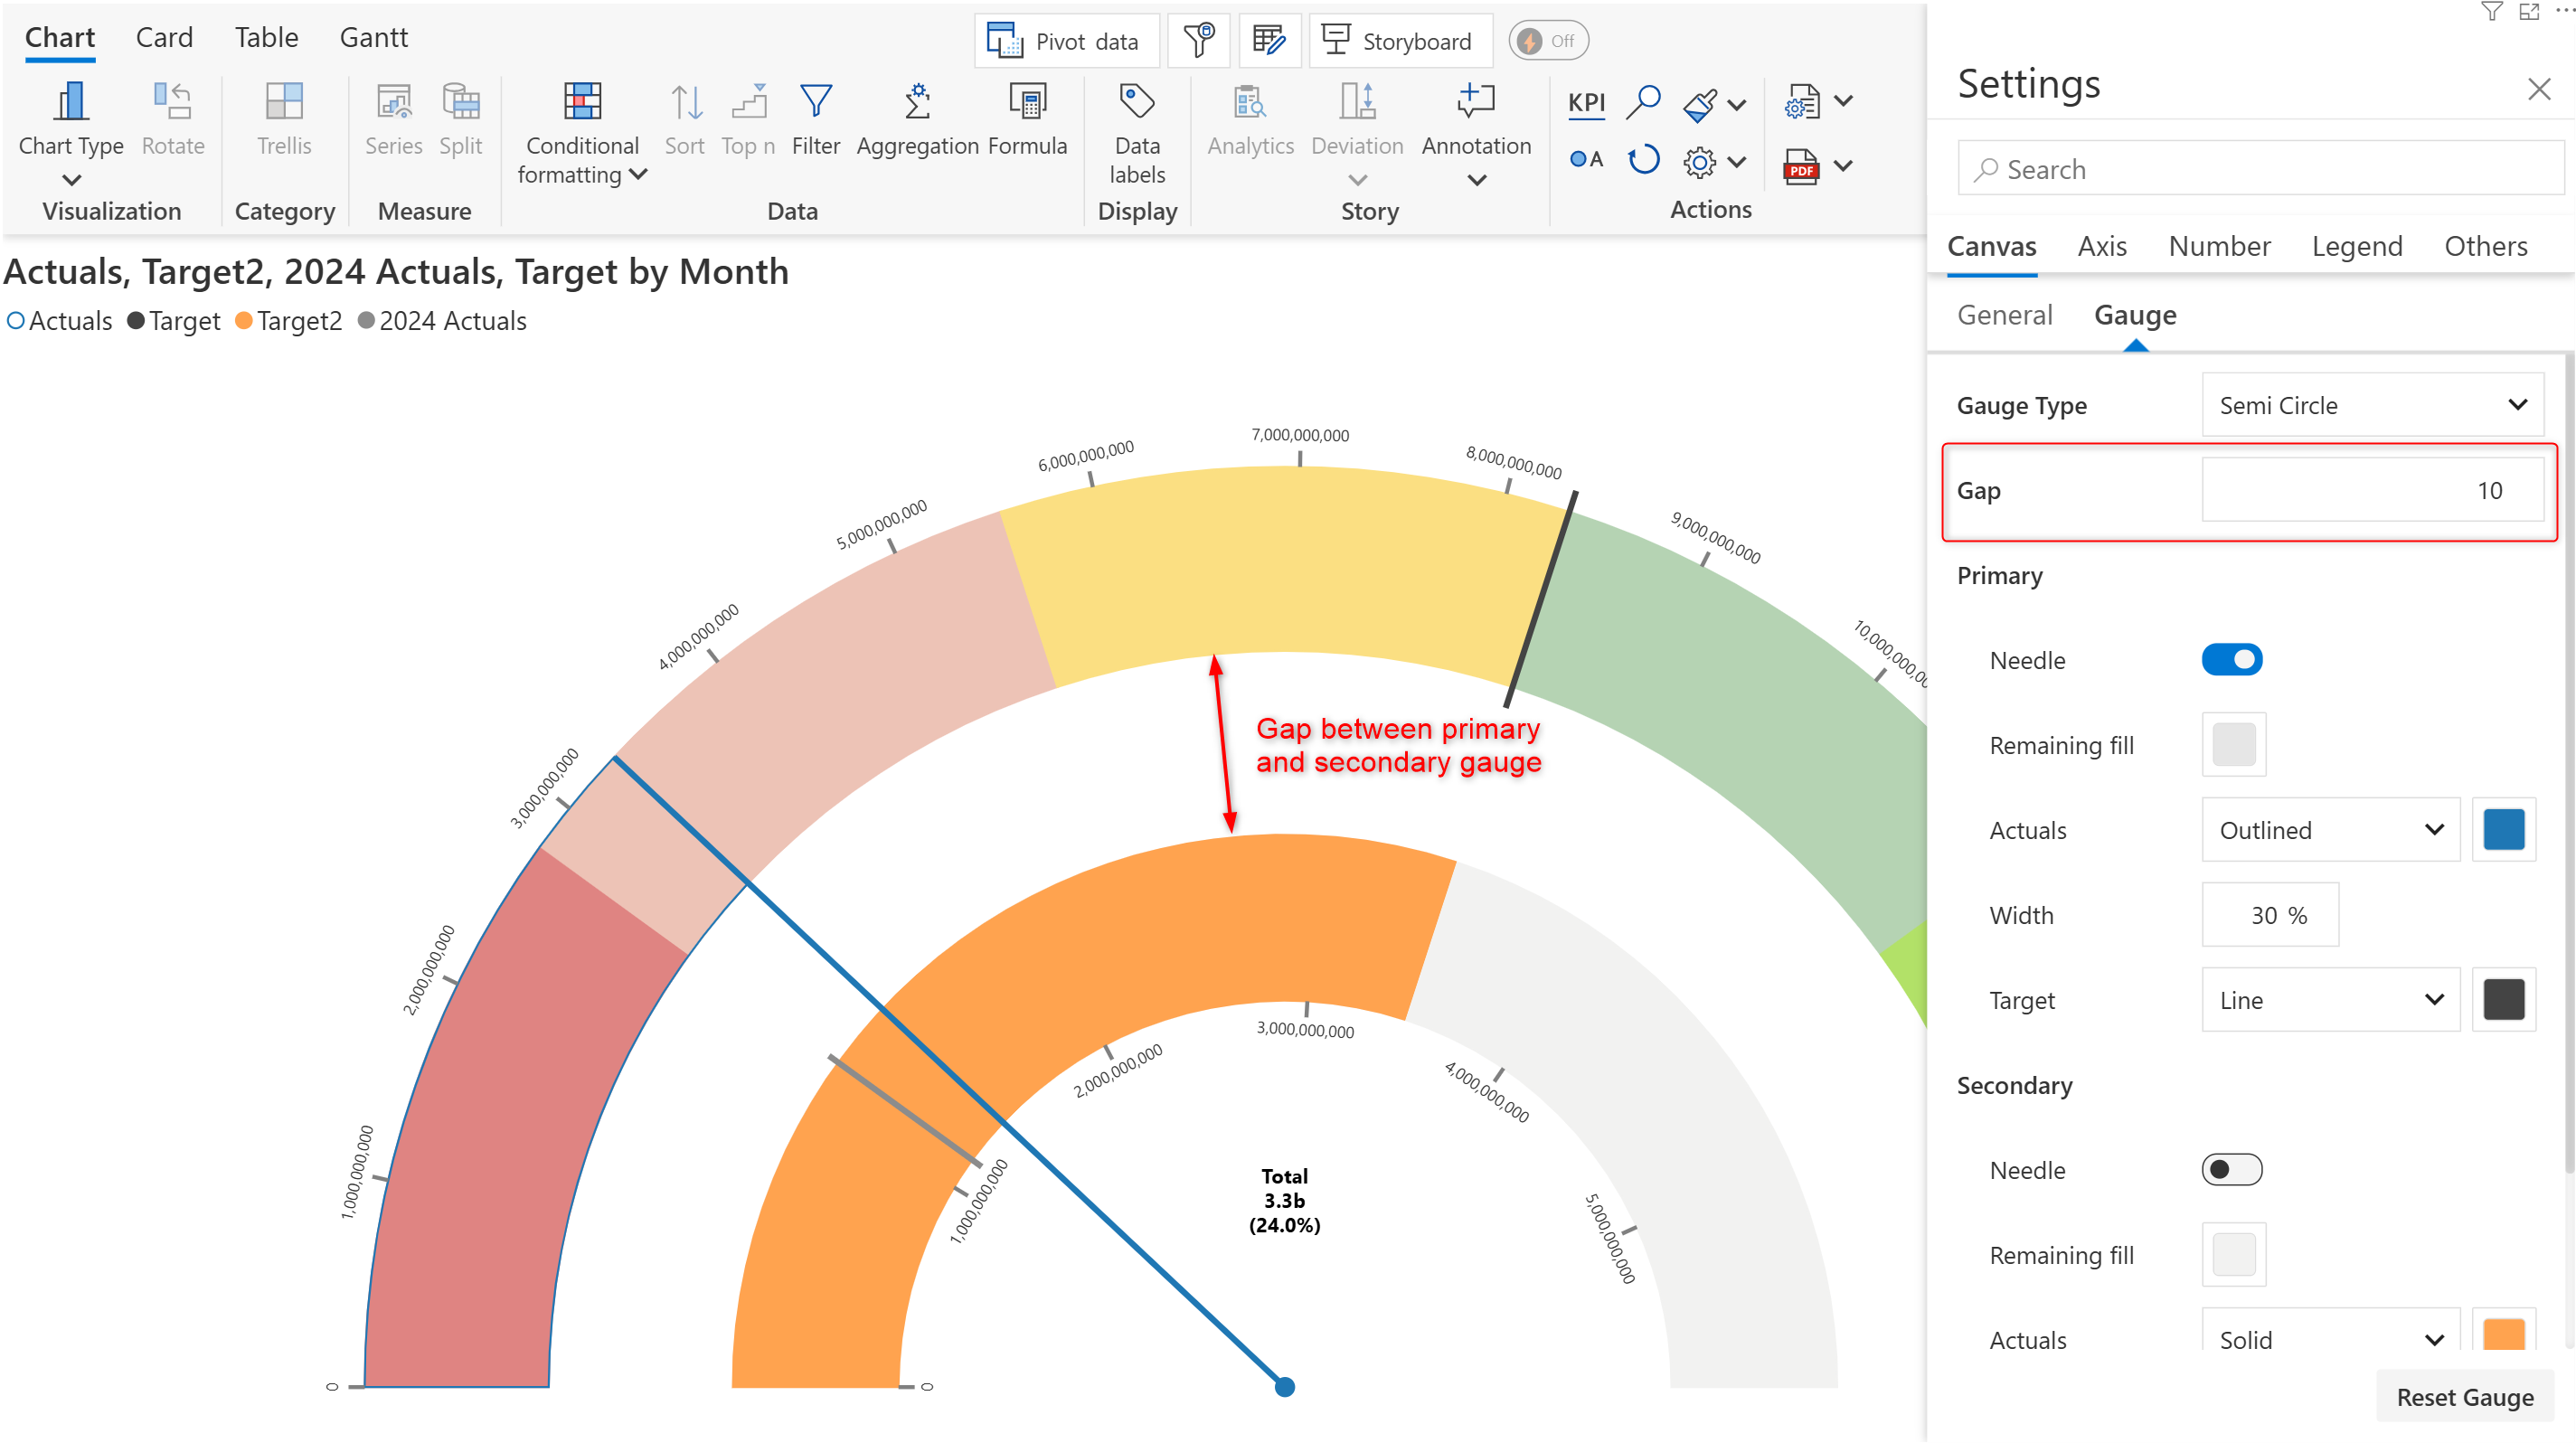 Chart Card Table Gantt
Pivot data Storyboard Off
Chart Type Rotate Trellis Series Split Conditional formatting Sort Top n Filter Aggregation Formula Data labels Analytics Deviation Annotation KPI A PDF
Visualization Category Measure Data Display Story Actions
Actuals, Target2, 2024 Actuals, Target by Month
Actuals Target Target2 2024 Actuals
0
1,000,000,000
2,000,000,000
3,000,000,000
4,000,000,000
5,000,000,000
6,000,000,000
7,000,000,000
8,000,000,000
9,000,000,000
Gap between primary
and secondary gauge
0
1,000,000,000
2,000,000,000
3,000,000,000
4,000,000,000
5,000,000,000
Total
3.3b
(24.0%)
Settings
Search
Canvas Axis Number Legend Others
General Gauge
Gauge Type Semi Circle
Gap 10
Primary
Needle
Remaining fill
Actuals Outlined
Width 30 %
Target Line
Secondary
Needle
Remaining fill
Actuals Solid
Reset Gauge